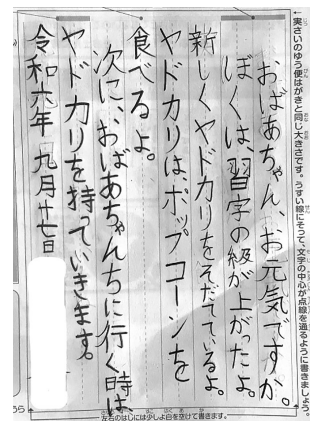 ←実さいのゆう便はがきと同じ大きさです。うすい線にそって、文字の中心が点線を通るように書きましょう。
おばあちゃん、お元気ですか。
ぼくは、習字の級が上がったよ。
新しくヤドカリをそだてているよ。
ヤドカリは、ポップコーンを
食べるよ。
次に、おばあちゃんちに行く時は、
ヤドカリを持っていきます。
令和六年 九月十七日
左右のはじには少しよ白を空けて書きます。